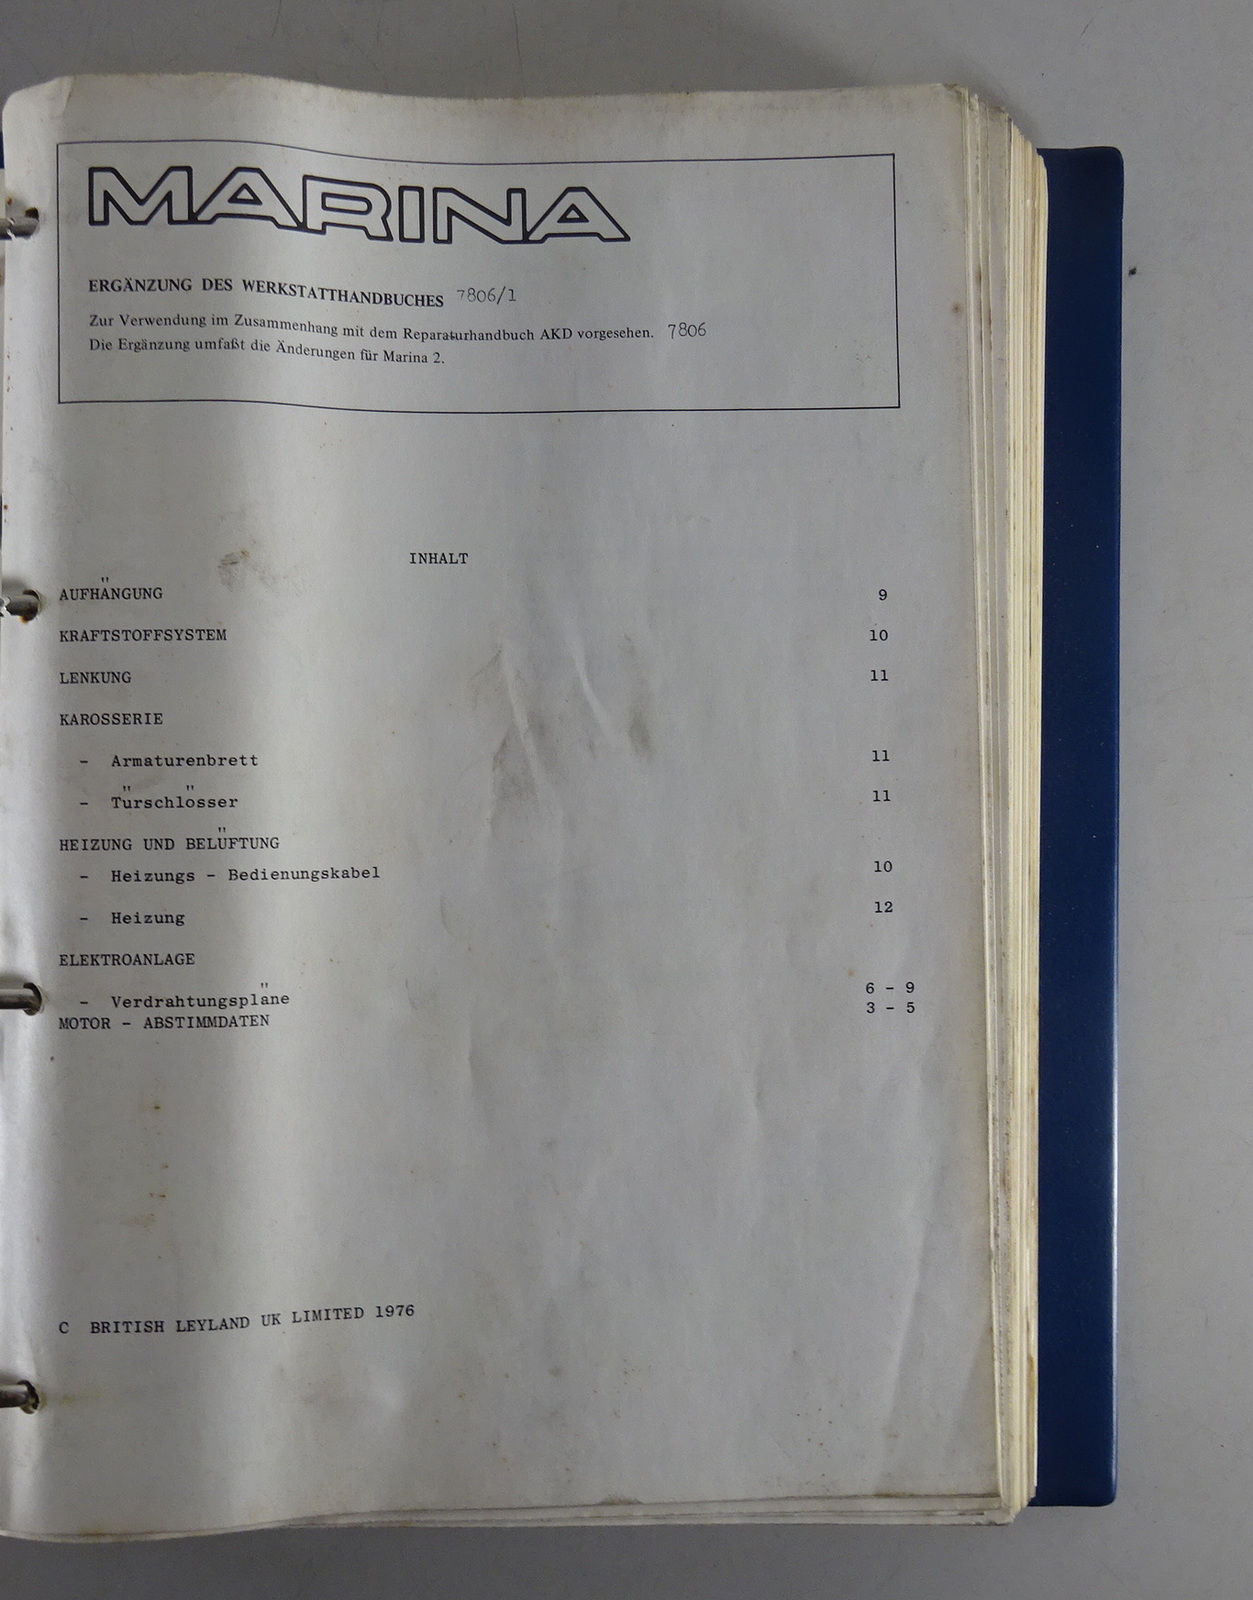 MARINA
ERGÄNZUNG DES WERKSTATTHANDBUCHES 7806/1
Zur Verwendung im Zusammenhang mit dem Reparaturhandbuch AKD vorgesehen. 7806
Die Ergänzung umfaßt die Änderungen für Marina 2.
INHALT
AUFHÄNGUNG 9
KRAFTSTOFFSYSTEM 10
LENKUNG 11
KAROSSERIE
- Armaturenbrett 11
- Türschlösser 11
HEIZUNG UND BELÜFTUNG
- Heizungs - Bedienungskabel 10
- Heizung 12
ELEKTROANLAGE
- Verdrahtungspläne 6 - 9
MOTOR - ABSTIMMDATEN 3 - 5
C BRITISH LEYLAND UK LIMITED 1976